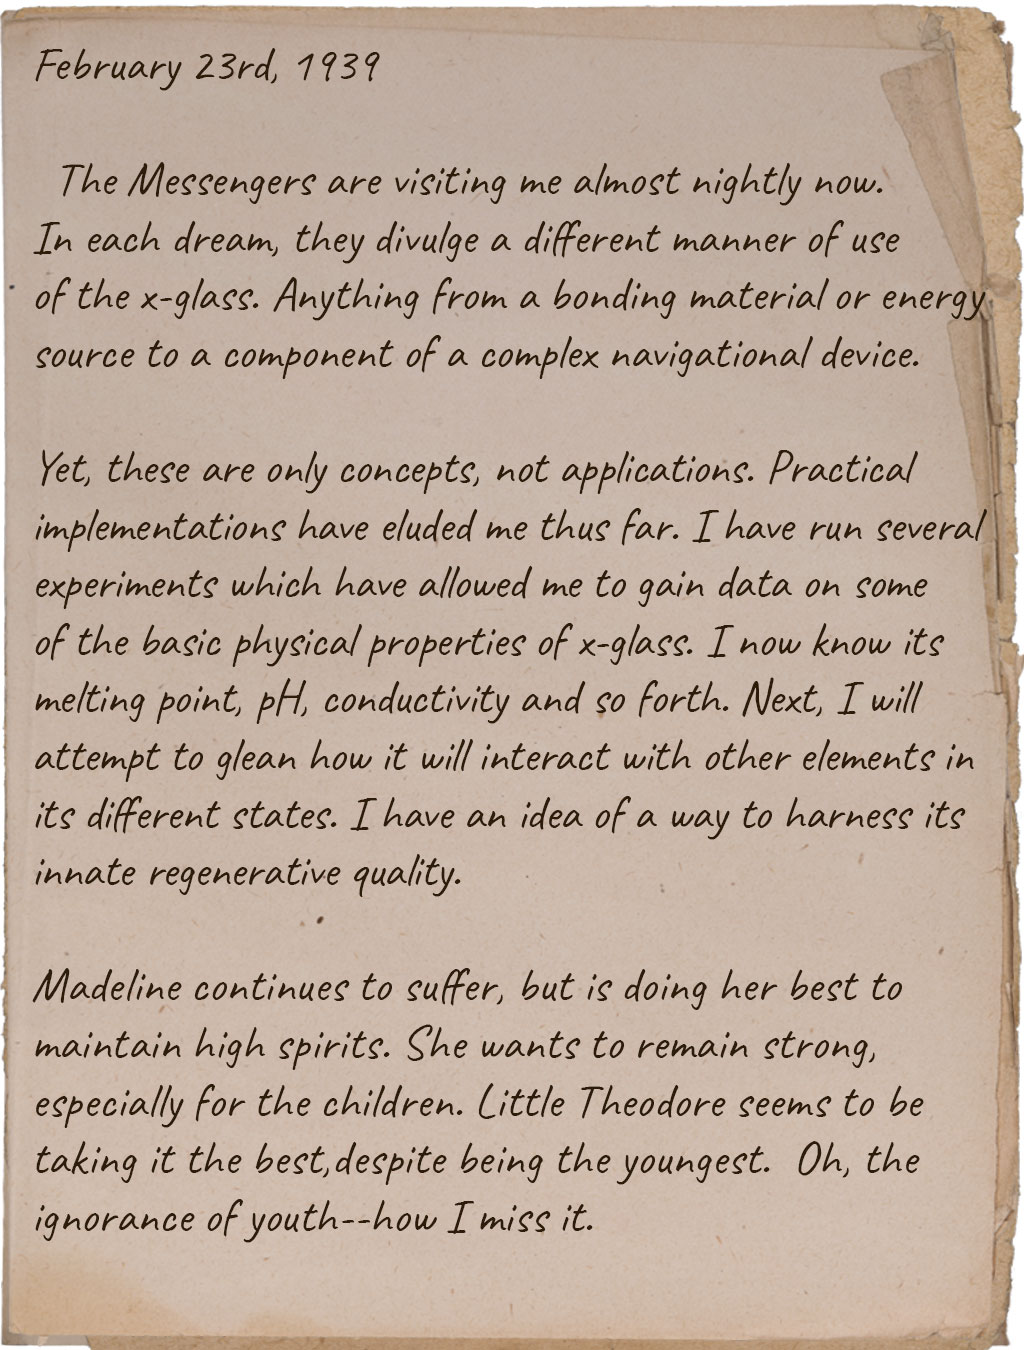 February 23rd, 1939
The Messengers are visiting me almost nightly now.
In each dream, they divulge a different manner of use
of the x-glass. Anything from a bonding material or energy
source to a component of a complex navigational device.
Yet, these are only concepts, not applications. Practical
implementations have eluded me thus far. I have run several
experiments which have allowed me to gain data on some
of the basic physical properties of x-glass. I now know its
melting point, pH, conductivity and so forth. Next, I will
attempt to glean how it will interact with other elements in
its different states. I have an idea of a way to harness its
innate regenerative quality.
Madeline continues to suffer, but is doing her best to
maintain high spirits. She wants to remain strong,
especially for the children. Little Theodore seems to be
taking it the best,despite being the youngest.  Oh, the
ignorance of youth--how I miss it.